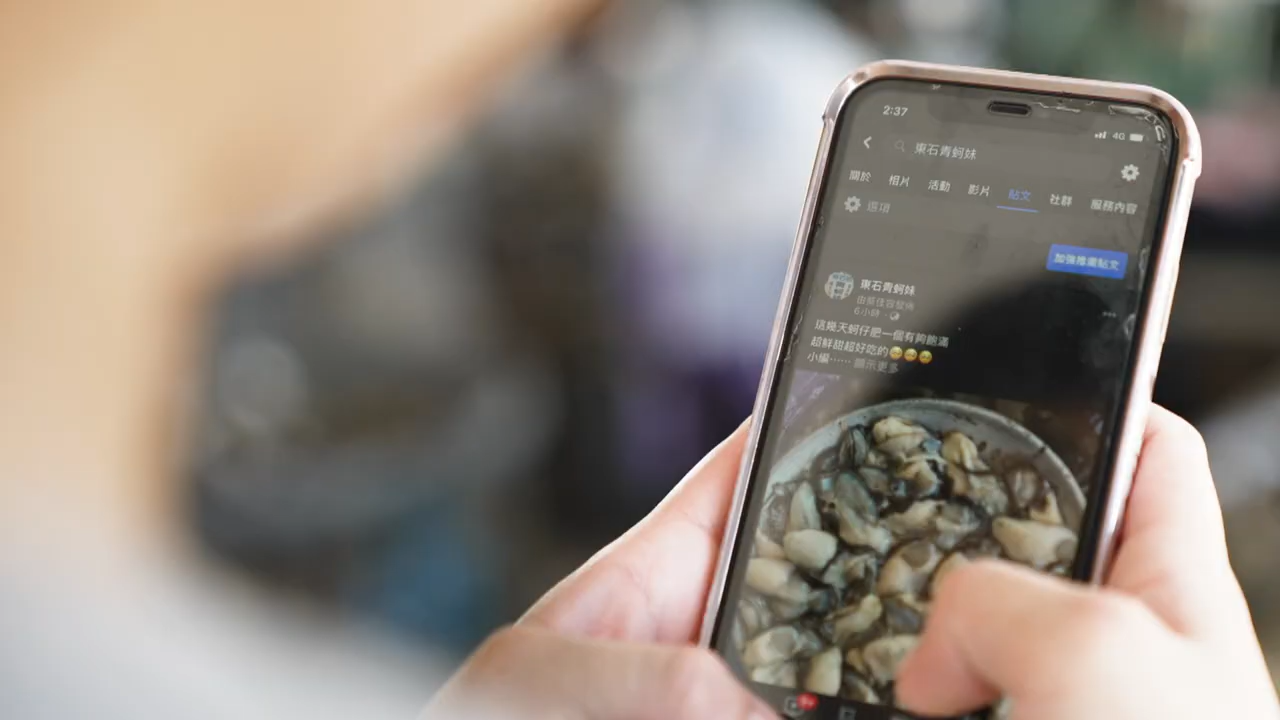 2:37
4G
東石青蚵妹
關於 相片 活動 影片 貼文 社群 服務內容
選項
加強推廣貼文
東石青蚵妹
6小時
這幾天蚵仔肥一個有夠飽滿
超鮮甜超好吃的😋😋😋
小編…… 顯示更多